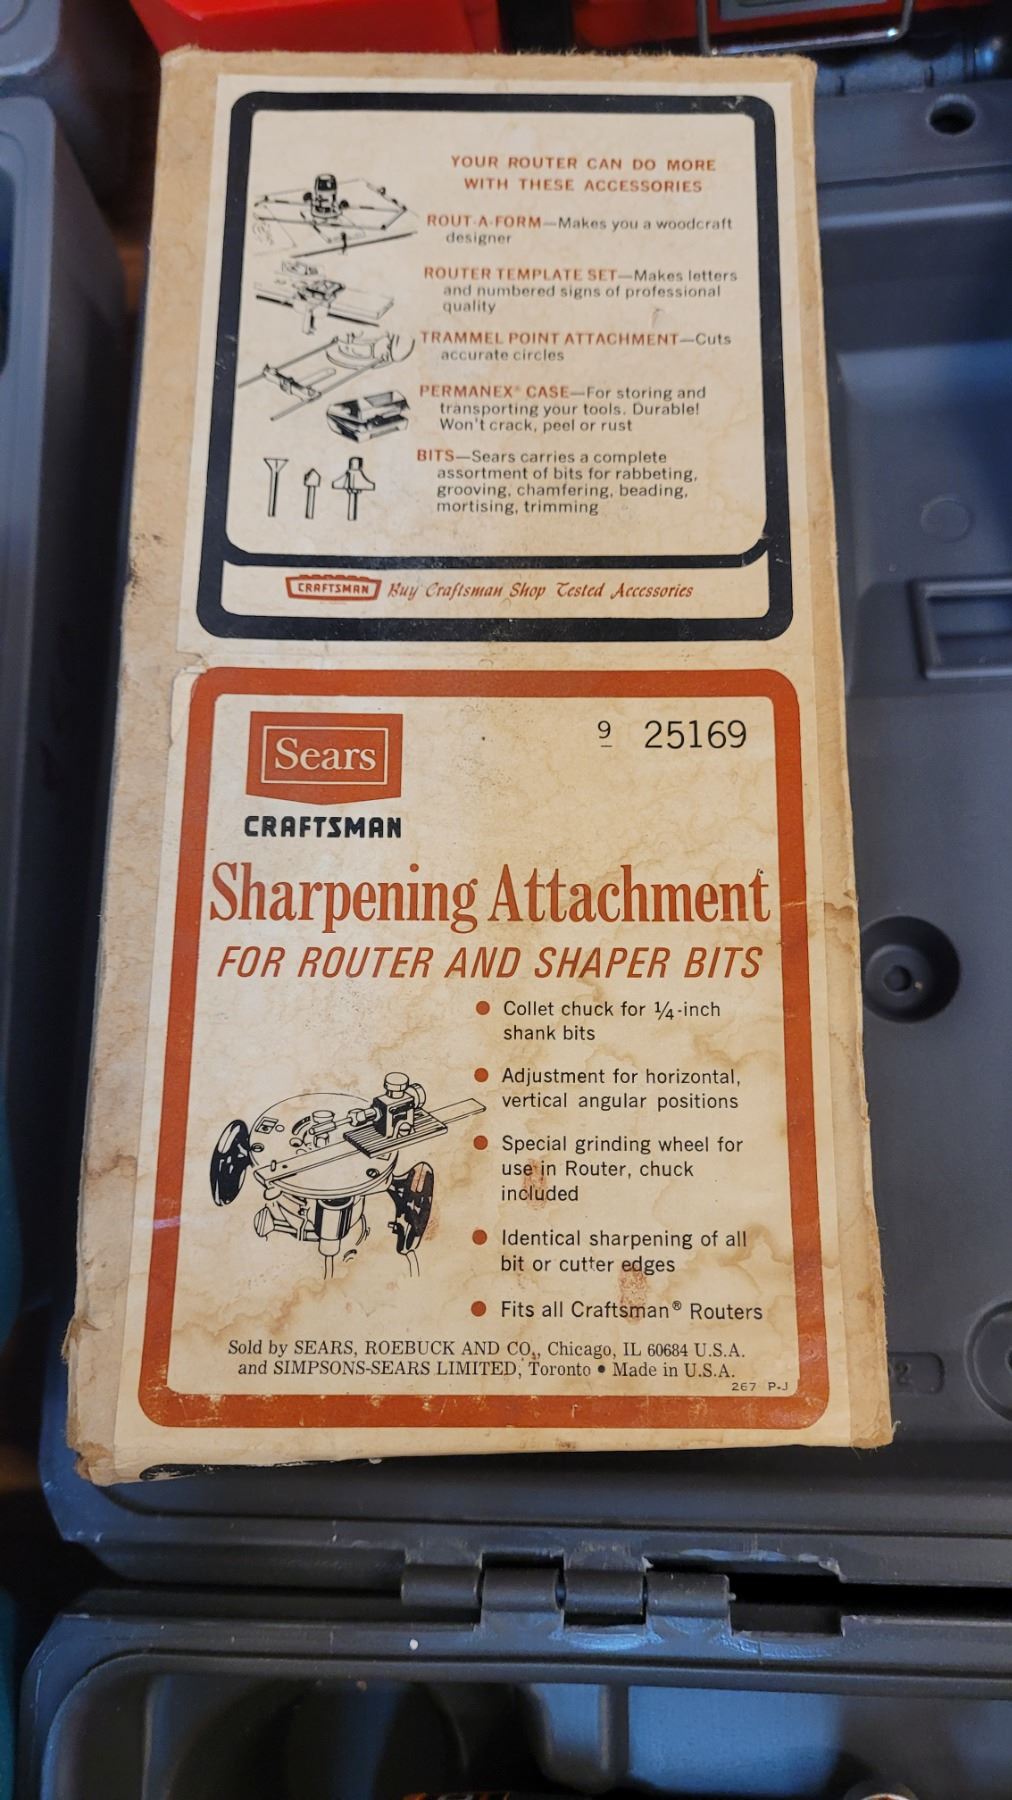 YOUR ROUTER CAN DO MORE
WITH THESE ACCESSORIES
ROUT-A-FORM—Makes you a woodcraft
designer
ROUTER TEMPLATE SET—Makes letters
and numbered signs of professional
quality
TRAMMEL POINT ATTACHMENT—Cuts
accurate circles
PERMANEX® CASE—For storing and
transporting your tools. Durable!
Won't crack, peel or rust
BITS—Sears carries a complete
assortment of bits for rabbeting,
grooving, chamfering, beading,
mortising, trimming
CRAFTSMAN Buy Craftsman Shop Tested Accessories
Sears
CRAFTSMAN
9 25169
Sharpening Attachment
FOR ROUTER AND SHAPER BITS
● Collet chuck for 1/4-inch
shank bits
● Adjustment for horizontal,
vertical angular positions
● Special grinding wheel for
use in Router, chuck
included
● Identical sharpening of all
bit or cutter edges
● Fits all Craftsman® Routers
Sold by SEARS, ROEBUCK AND CO., Chicago, IL 60684 U.S.A.
and SIMPSONS-SEARS LIMITED, Toronto ● Made in U.S.A.
267 P-J